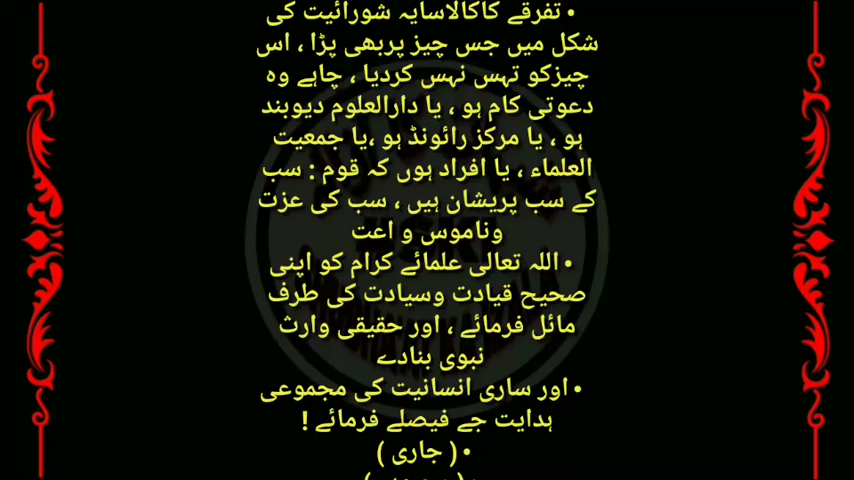 • تفرقے کاکالاسایہ شورائیت کی
شکل میں جس چیز پربھی پڑا ، اس
چیزکو تہس نہس کردیا ، چاہے وہ
دعوتی کام ہو ، یا دارالعلوم دیوبند
ہو ، یا مرکز رائونڈ ہو ،یا جمعیت
العلماء ، یا افراد ہوں کہ قوم : سب
کے سب پریشان ہیں ، سب کی عزت
وناموس و اعت
• اللہ تعالی علمائے کرام کو اپنی
صحیح قیادت وسیادت کی طرف
مائل فرمائے ، اور حقیقی وارث
نبوی بنادے
• اور ساری انسانیت کی مجموعی
ہدایت جے فیصلے فرمائے !
• ( جاری )